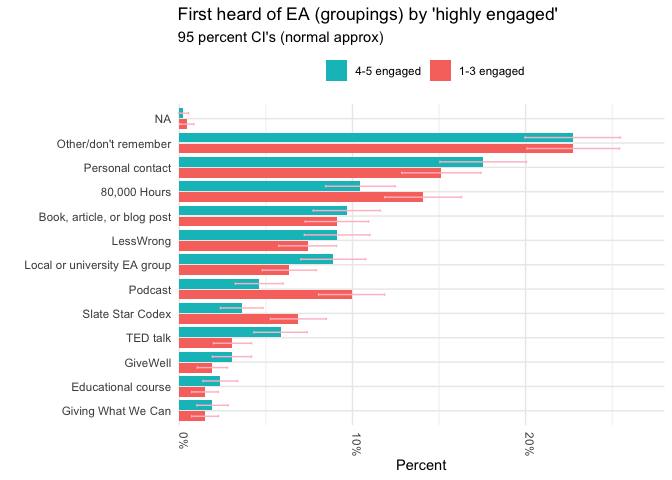 First heard of EA (groupings) by 'highly engaged'
95 percent CI's (normal approx)
4-5 engaged
1-3 engaged
NA
Other/don't remember
Personal contact
80,000 Hours
Book, article, or blog post
LessWrong
Local or university EA group
Podcast
Slate Star Codex
TED talk
GiveWell
Educational course
Giving What We Can
0%
10%
20%
Percent